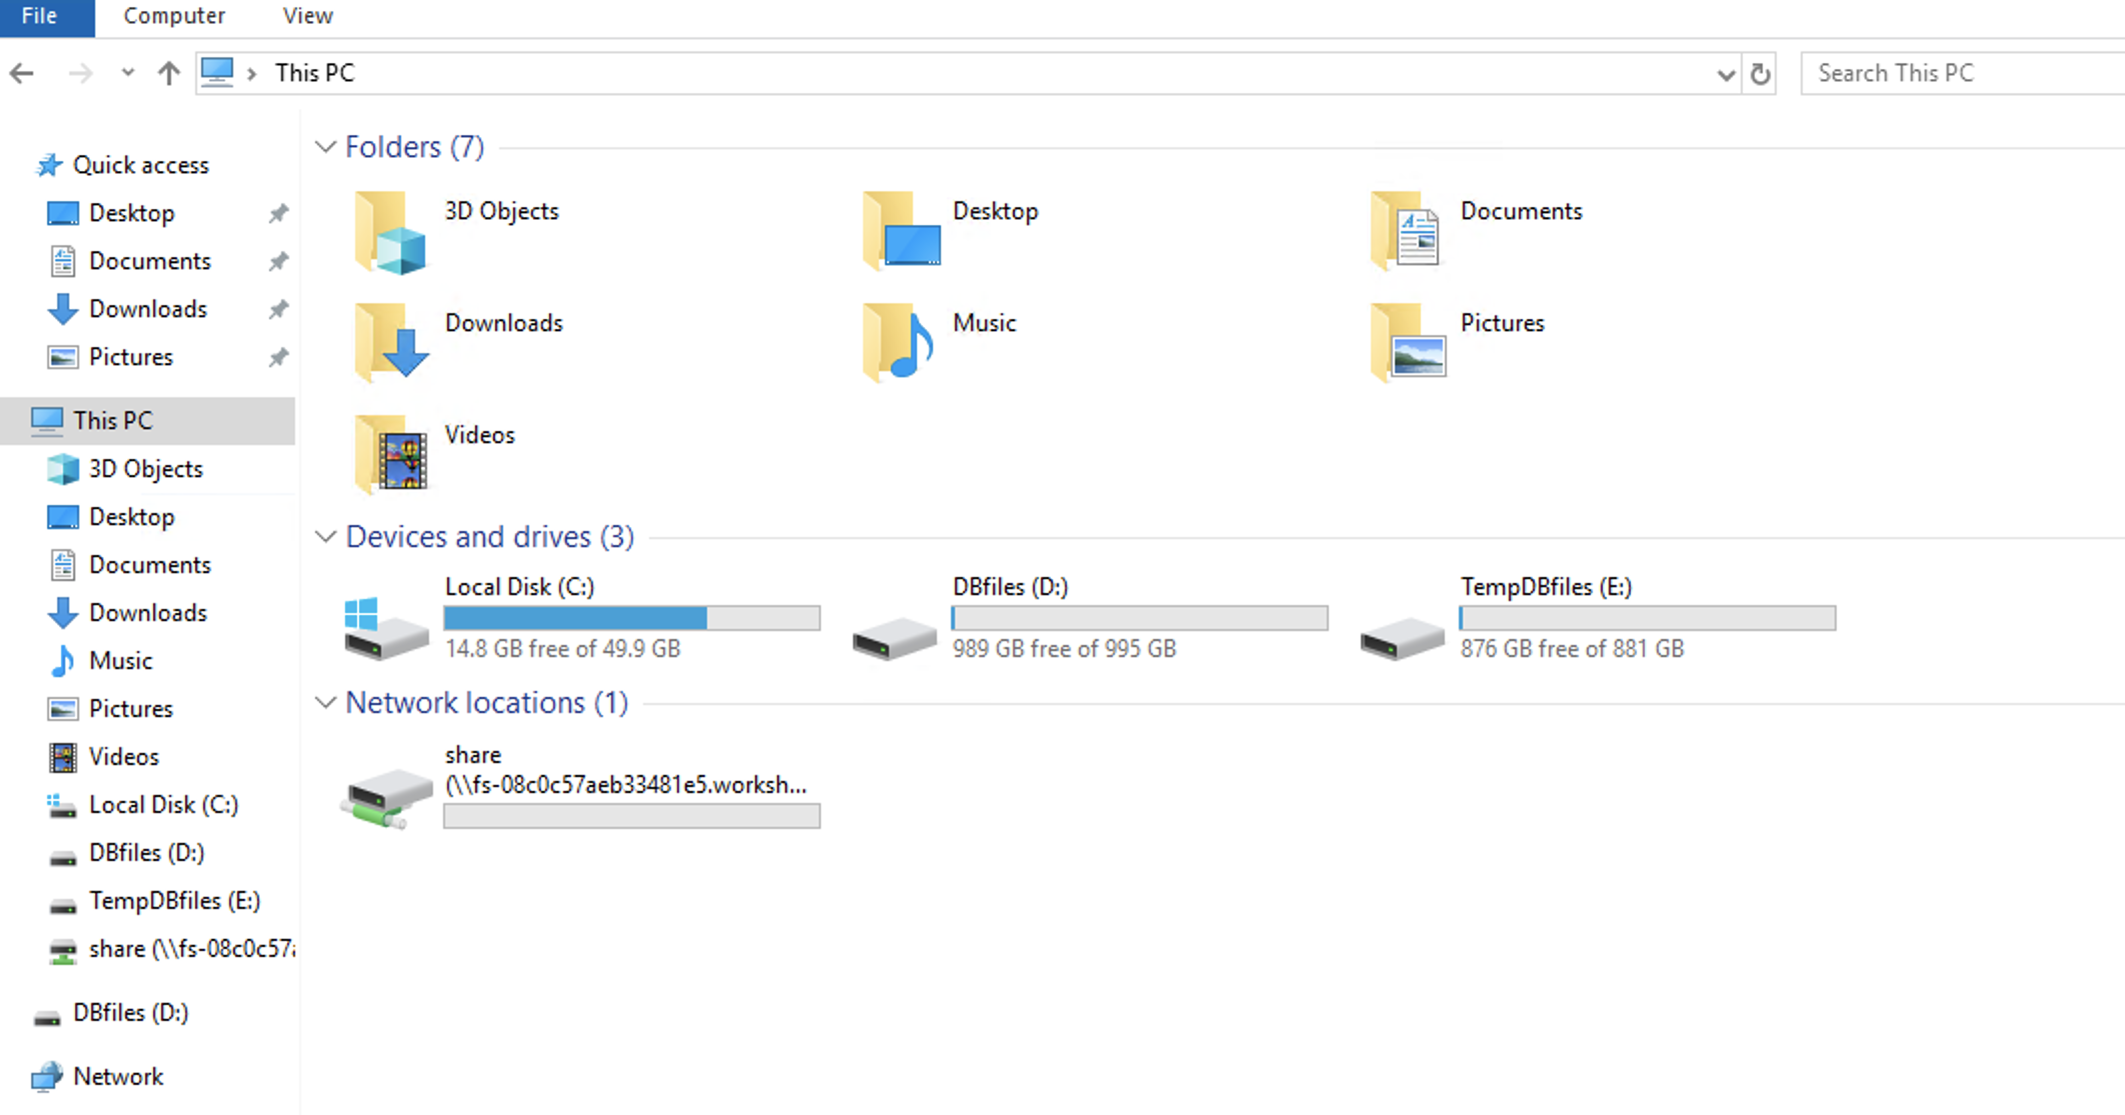 File Computer View
This PC
Search This PC
Quick access
Desktop
Documents
Downloads
Pictures
This PC
3D Objects
Desktop
Documents
Downloads
Music
Pictures
Videos
Local Disk (C:)
DBfiles (D:)
TempDBfiles (E:)
share (\\fs-08c0c57a
DBfiles (D:)
Network
Folders (7)
3D Objects
Desktop
Documents
Downloads
Music
Pictures
Videos
Devices and drives (3)
Local Disk (C:)
14.8 GB free of 49.9 GB
DBfiles (D:)
989 GB free of 995 GB
TempDBfiles (E:)
876 GB free of 881 GB
Network locations (1)
share
(\\fs-08c0c57aeb33481e5.worksh...